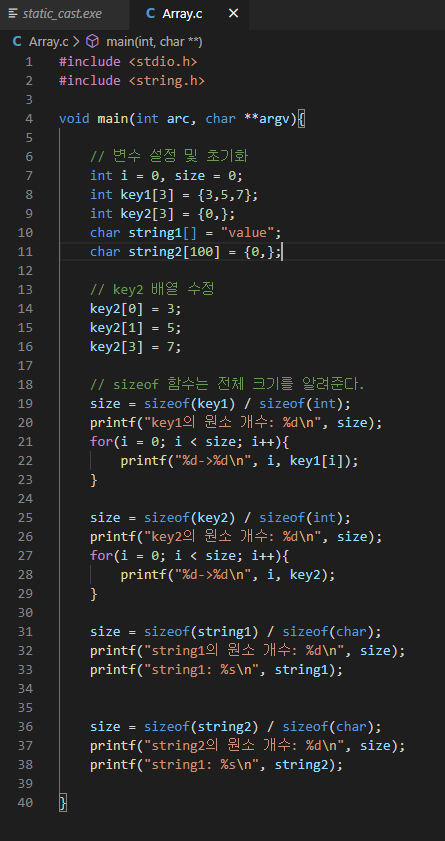 static_cast.exe
Array.c
Array.c > main(int, char **)
1 #include <stdio.h>
2 #include <string.h>
3
4 void main(int arc, char **argv){
5
6     // 변수 설정 및 초기화
7     int i = 0, size = 0;
8     int key1[3] = {3,5,7};
9     int key2[3] = {0,};
10     char string1[] = "value";
11     char string2[100] = {0,};
12
13     // key2 배열 수정
14     key2[0] = 3;
15     key2[1] = 5;
16     key2[3] = 7;
17
18     // sizeof 함수는 전체 크기를 알려준다.
19     size = sizeof(key1) / sizeof(int);
20     printf("key1의 원소 개수: %d\n", size);
21     for(i = 0; i < size; i++){
22         printf("%d->%d\n", i, key1[i]);
23     }
24
25     size = sizeof(key2) / sizeof(int);
26     printf("key2의 원소 개수: %d\n", size);
27     for(i = 0; i < size; i++){
28         printf("%d->%d\n", i, key2);
29     }
30
31     size = sizeof(string1) / sizeof(char);
32     printf("string1의 원소 개수: %d\n", size);
33     printf("string1: %s\n", string1);
34
35
36     size = sizeof(string2) / sizeof(char);
37     printf("string2의 원소 개수: %d\n", size);
38     printf("string1: %s\n", string2);
39
40 }